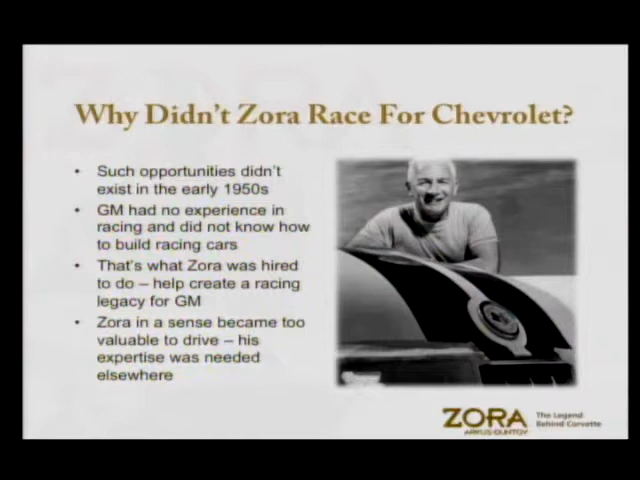 Why Didn't Zora Race For Chevrolet?
• Such opportunities didn't
exist in the early 1950s
• GM had no experience in
racing and did not know how
to build racing cars
• That's what Zora was hired
to do – help create a racing
legacy for GM
• Zora in a sense became too
valuable to drive – his
expertise was needed
elsewhere
ZORA
ARKUS-DUNTOV
The Legend
Behind Corvette